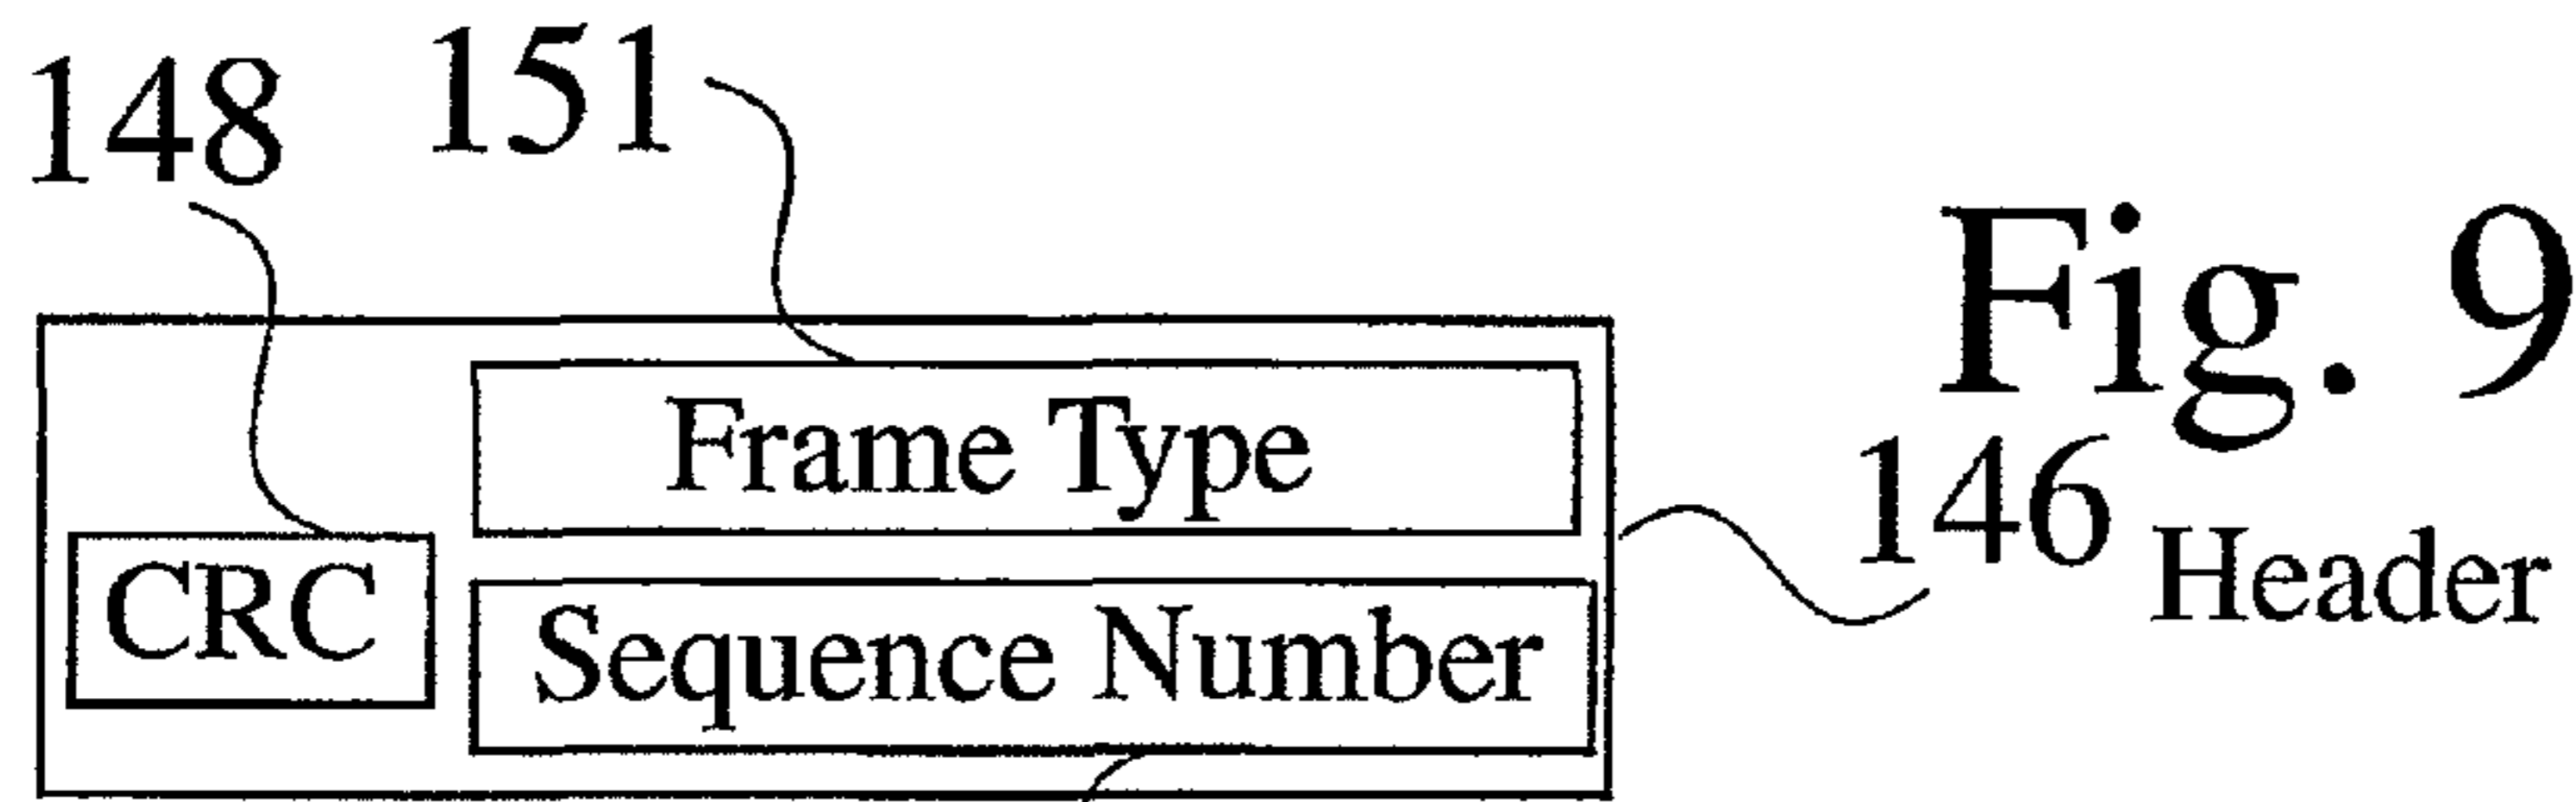 148
151
Fig. 9
Frame Type
146 Header
CRC
Sequence Number